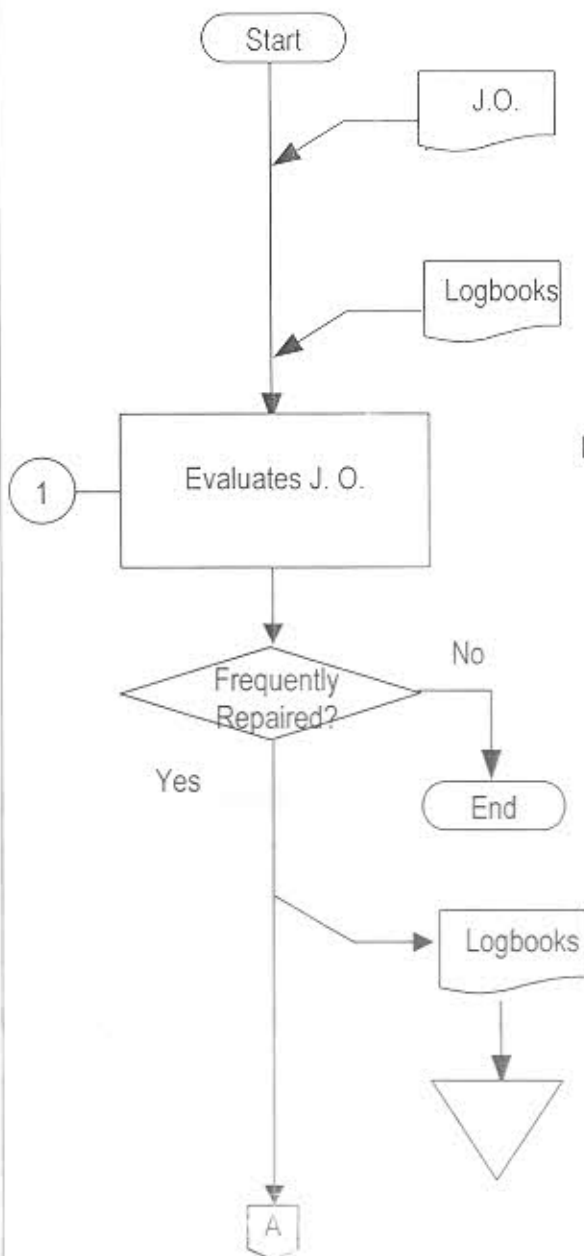 Start
J.O.
Logbooks
1
Evaluates J. O.
Frequently
Repaired?
No
Yes
End
Logbooks
A